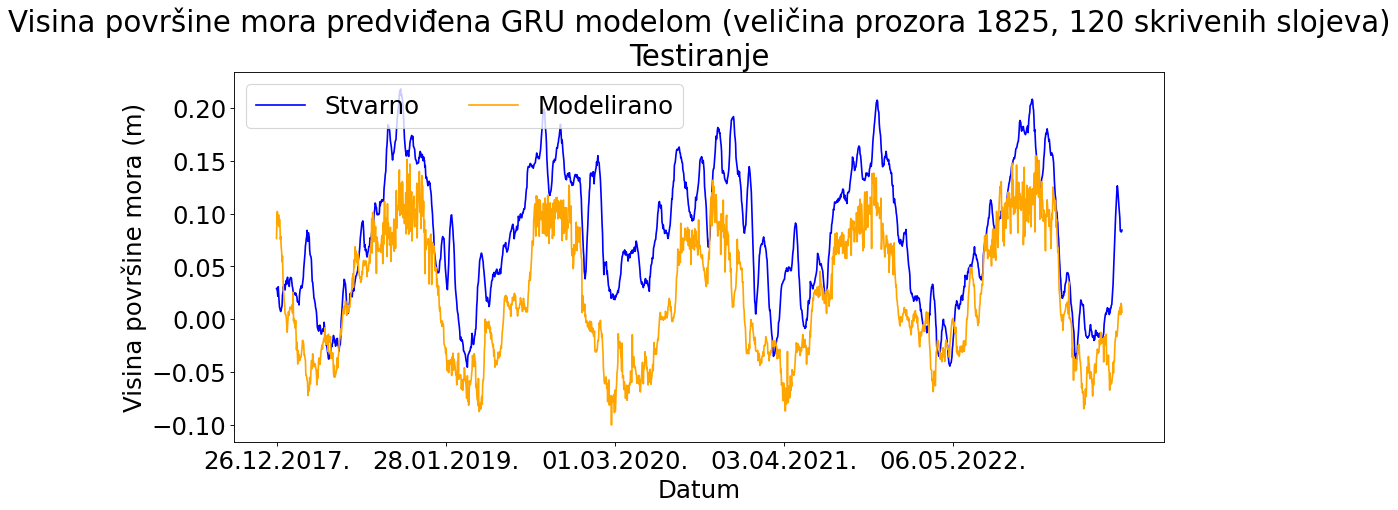 Visina površine mora predviđena GRU modelom (veličina prozora 1825, 120 skrivenih slojeva)
Testiranje
Stvarno
Modelirano
Visina površine mora (m)
0.20
0.15
0.10
0.05
0.00
−0.05
−0.10
26.12.2017.
28.01.2019.
01.03.2020.
03.04.2021.
06.05.2022.
Datum